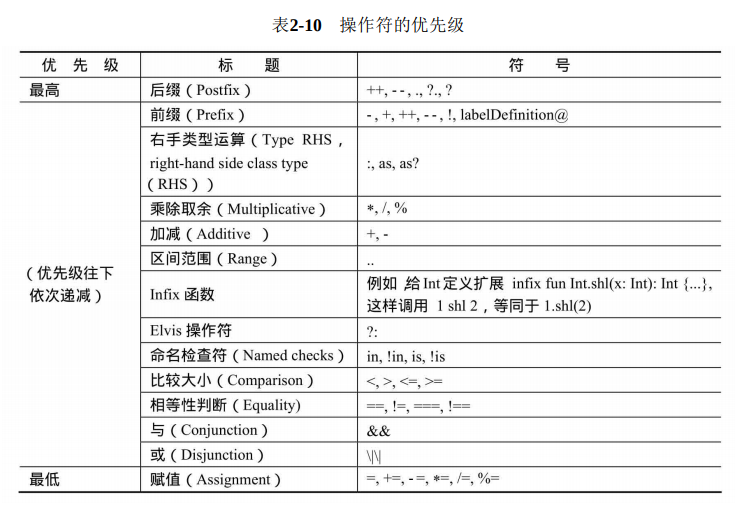 表2-10 操作符的优先级
优 先 级 标 题 符 号
最高 后缀（Postfix） ++, - -, ., ?., ?
前缀（Prefix） -, +, ++, - -, !, labelDefinition@
右手类型运算（Type RHS，
right-hand side class type
（RHS）） :, as, as?
乘除取余（Multiplicative） *, /, %
加减（Additive ） +, -
区间范围（Range） ..
（优先级往下
依次递减）
Infix 函数 例如 ,给Int定义扩展 infix fun Int.shl(x: Int): Int {...},
这样调用 1 shl 2，等同于 1.shl(2)
Elvis 操作符 ?:
命名检查符（Named checks） in, !in, is, !is
比较大小（Comparison） <, >, <=, >=
相等性判断（Equality) ==, !=, ===, !==
与（Conjunction） &&
或（Disjunction） \|\|
最低 赋值（Assignment） =, +=, - =, *=, /=, %=